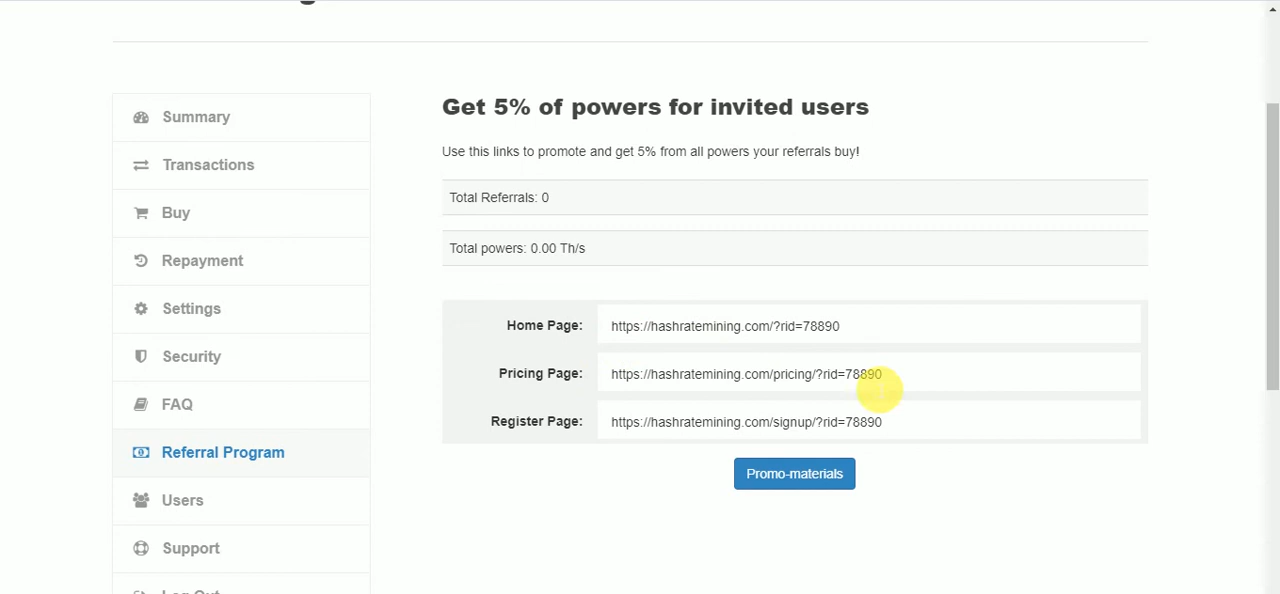 Summary
Transactions
Buy
Repayment
Settings
Security
FAQ
Referral Program
Users
Support
Get 5% of powers for invited users
Use this links to promote and get 5% from all powers your referrals buy!
Total Referrals: 0
Total powers: 0.00 Th/s
Home Page: https://hashratemining.com/?rid=78890
Pricing Page: https://hashratemining.com/pricing/?rid=78890
Register Page: https://hashratemining.com/signup/?rid=78890
Promo-materials